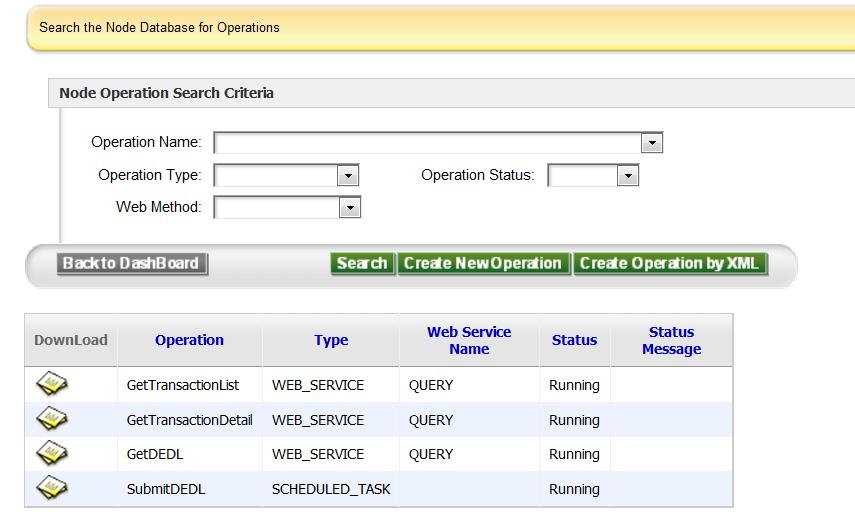 Search the Node Database for Operations
Node Operation Search Criteria
Operation Name:
Operation Type: Operation Status:
Web Method:
Back to DashBoard Search Create New Operation Create Operation by XML
DownLoad Operation Type Web Service Name Status Status Message
GetTransactionList WEB_SERVICE QUERY Running
GetTransactionDetail WEB_SERVICE QUERY Running
GetDEDL WEB_SERVICE QUERY Running
SubmitDEDL SCHEDULED_TASK Running